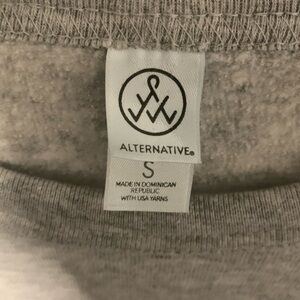 ALTERNATIVE®
S
MADE IN DOMINICAN
REPUBLIC
WITH USA YARNS